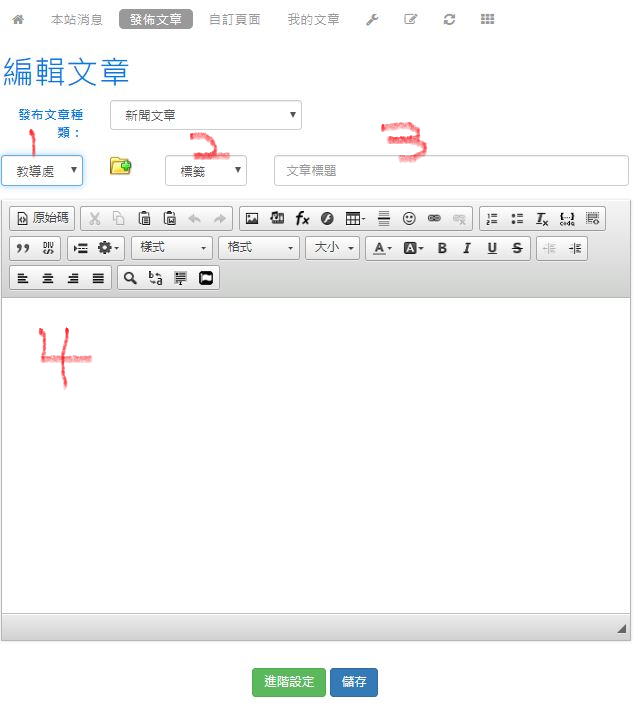 本站消息 發佈文章 自訂頁面 我的文章
編輯文章
發布文章種類： 新聞文章
1 2 3
教導處 標籤 文章標題
原始碼
DIV
樣式 格式 大小 A A B I U S
4
進階設定 儲存